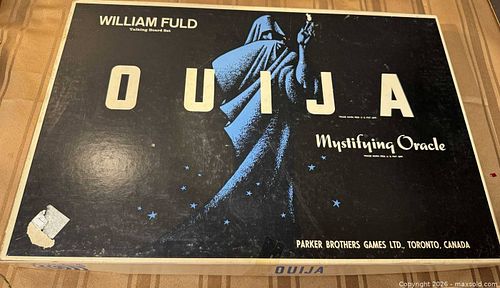 WILLIAM FULD
Talking Board Set
OUIJA
Mystifying Oracle
PARKER BROTHERS GAMES LTD., TORONTO, CANADA
OUIJA
Copyright 2026 - maxsold.com